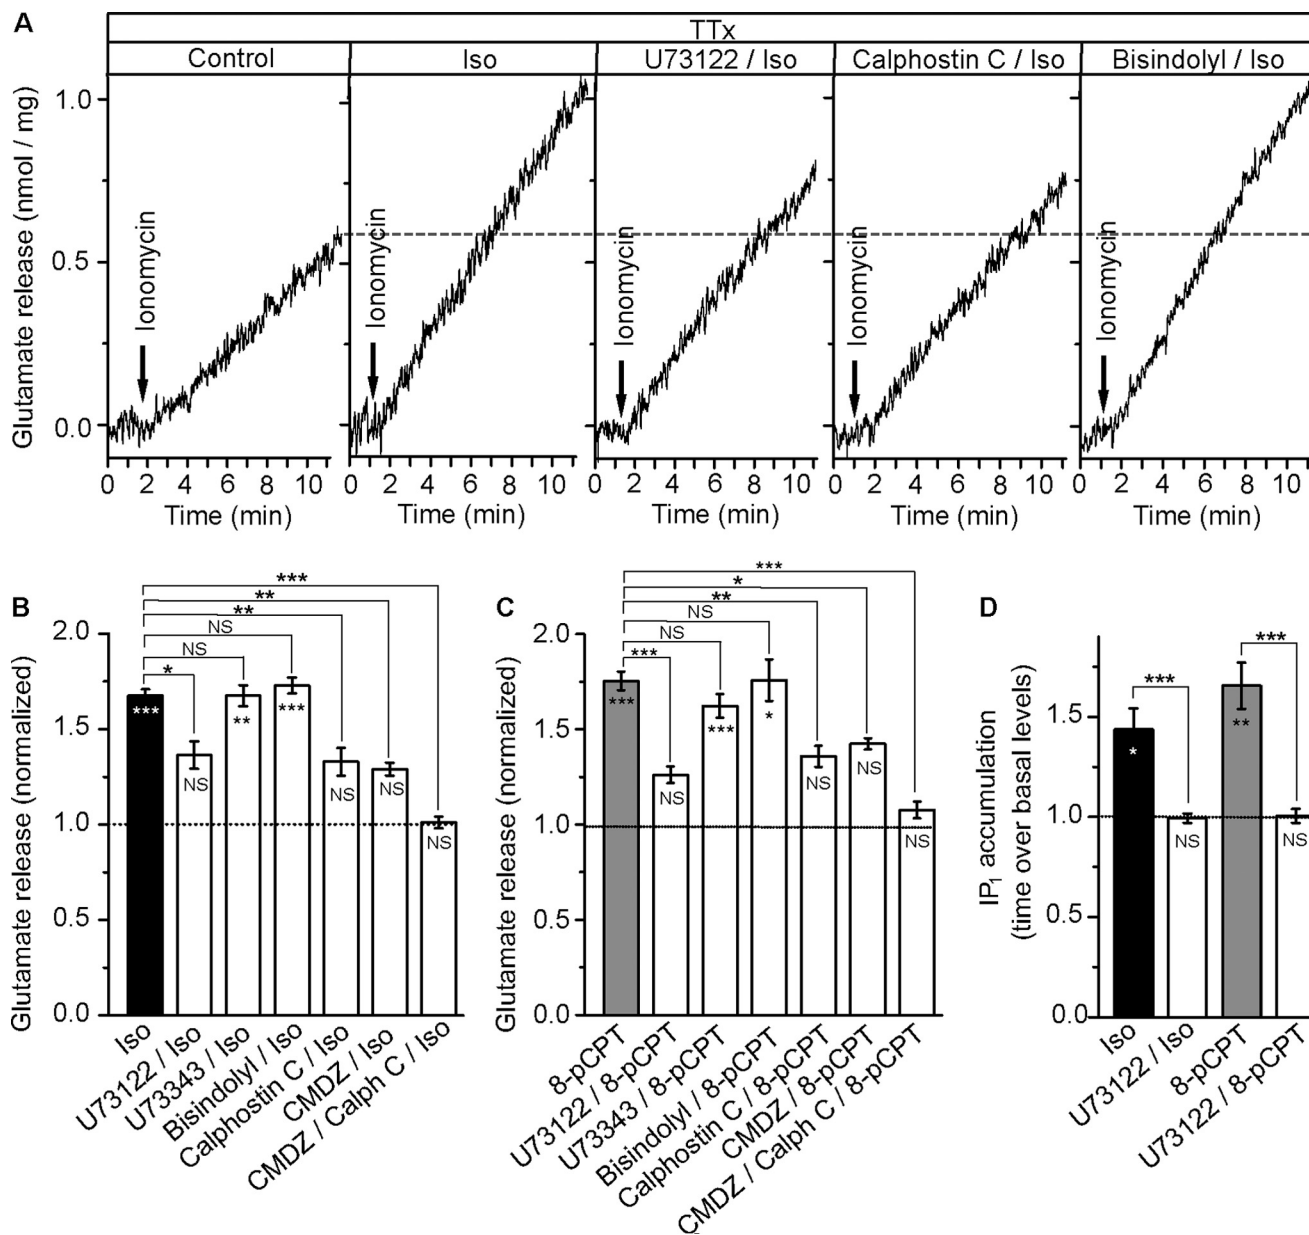 A
TTx
Control Iso U73122 / Iso Calphostin C / Iso Bisindolyl / Iso
Glutamate release (nmol / mg)
1.0
0.5
0.0
Ionomycin Ionomycin Ionomycin Ionomycin Ionomycin
0 2 4 6 8 10 0 2 4 6 8 10 0 2 4 6 8 10 0 2 4 6 8 10 0 2 4 6 8 10
Time (min) Time (min) Time (min) Time (min) Time (min)
B
***
**
**
NS
NS
*
Glutamate release (normalized)
2.0
1.5
1.0
0.5
0.0
*** NS ** *** NS NS NS
Iso
U73122 / Iso
U73343 / Iso
Bisindolyl / Iso
Calphostin C / Iso
CMDZ / Iso
CMDZ / Calph C / Iso
C
***
*
**
NS
NS
***
Glutamate release (normalized)
2.0
1.5
1.0
0.5
0.0
*** NS *** * NS NS NS
8-pCPT
U73122 / 8-pCPT
U73343 / 8-pCPT
Bisindolyl / 8-pCPT
Calphostin C / 8-pCPT
CMDZ / 8-pCPT
CMDZ / Calph C / 8-pCPT
D
*** ***
IP1 accumulation
(time over basal levels)
1.5
1.0
0.5
0.0
* NS ** NS
Iso
U73122 / Iso
8-pCPT
U73122 / 8-pCPT